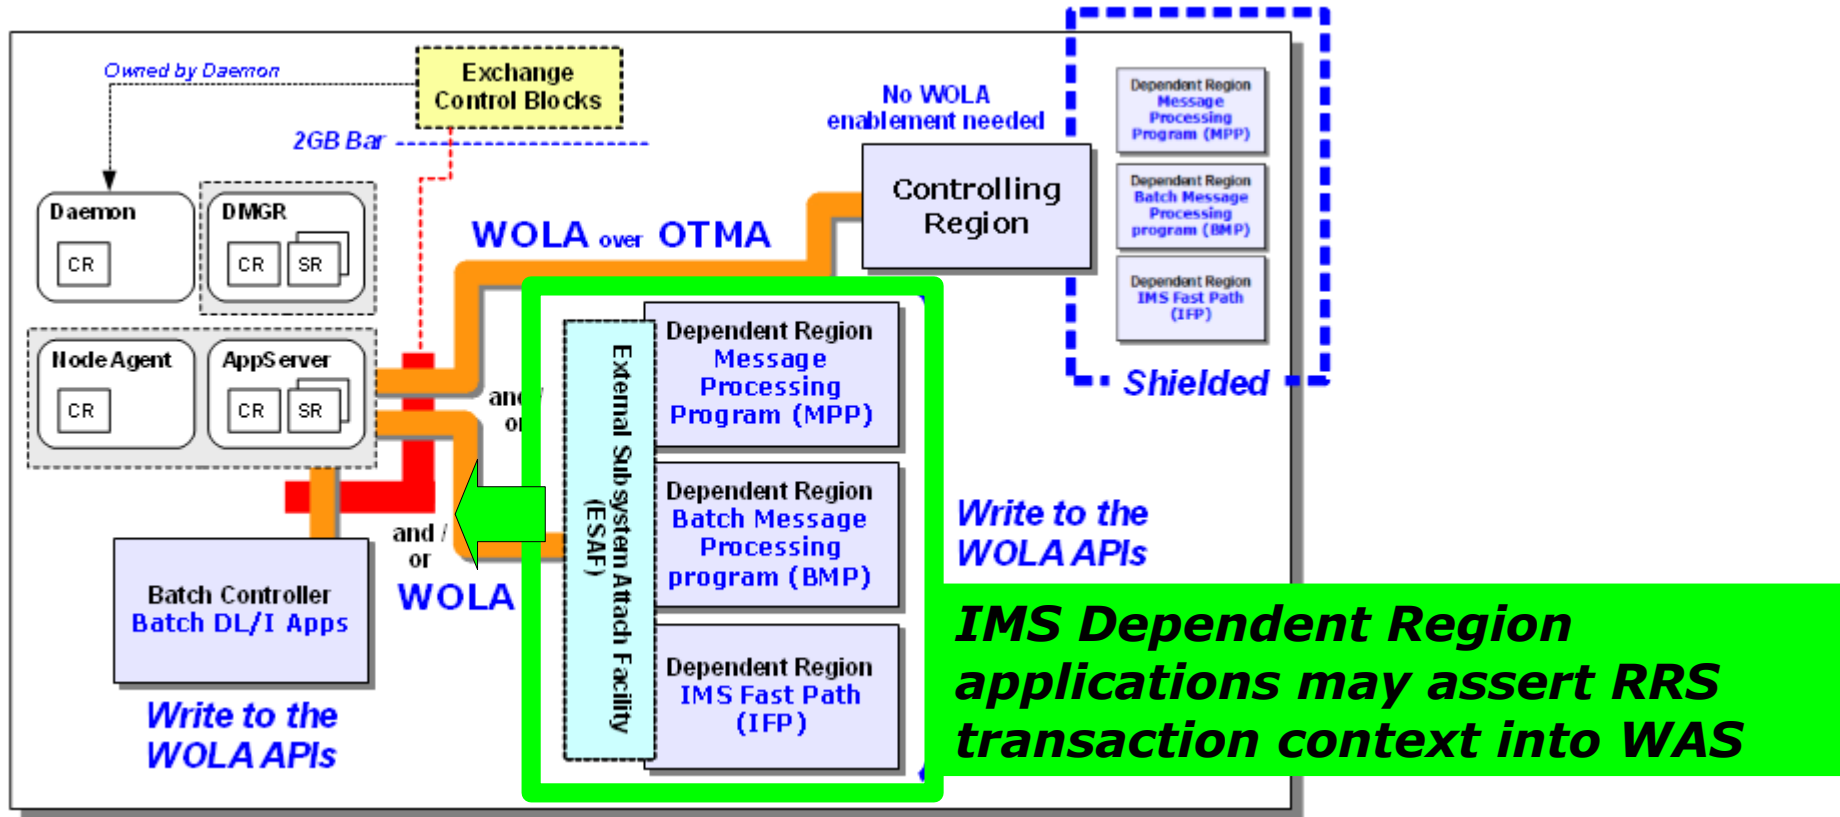 Owned by Daemon
Exchange
Control Blocks
2GB Bar
No WOLA
enablement needed
Dependent Region
Message
Processing
Program (MPP)
Dependent Region
Batch Message
Processing
program (BMP)
Dependent Region
IMS Fast Path
(IFP)
Shielded
Controlling
Region
Daemon
CR
DMGR
CR
SR
WOLA over OTMA
Node Agent
CR
AppServer
CR
SR
and /
or
External Subsystem Attach Facility
(ESAF)
Dependent Region
Message
Processing
Program (MPP)
Dependent Region
Batch Message
Processing
program (BMP)
Dependent Region
IMS Fast Path
(IFP)
and /
or
WOLA
Batch Controller
Batch DL/I Apps
Write to the
WOLA APIs
Write to the
WOLA APIs
IMS Dependent Region
applications may assert RRS
transaction context into WAS